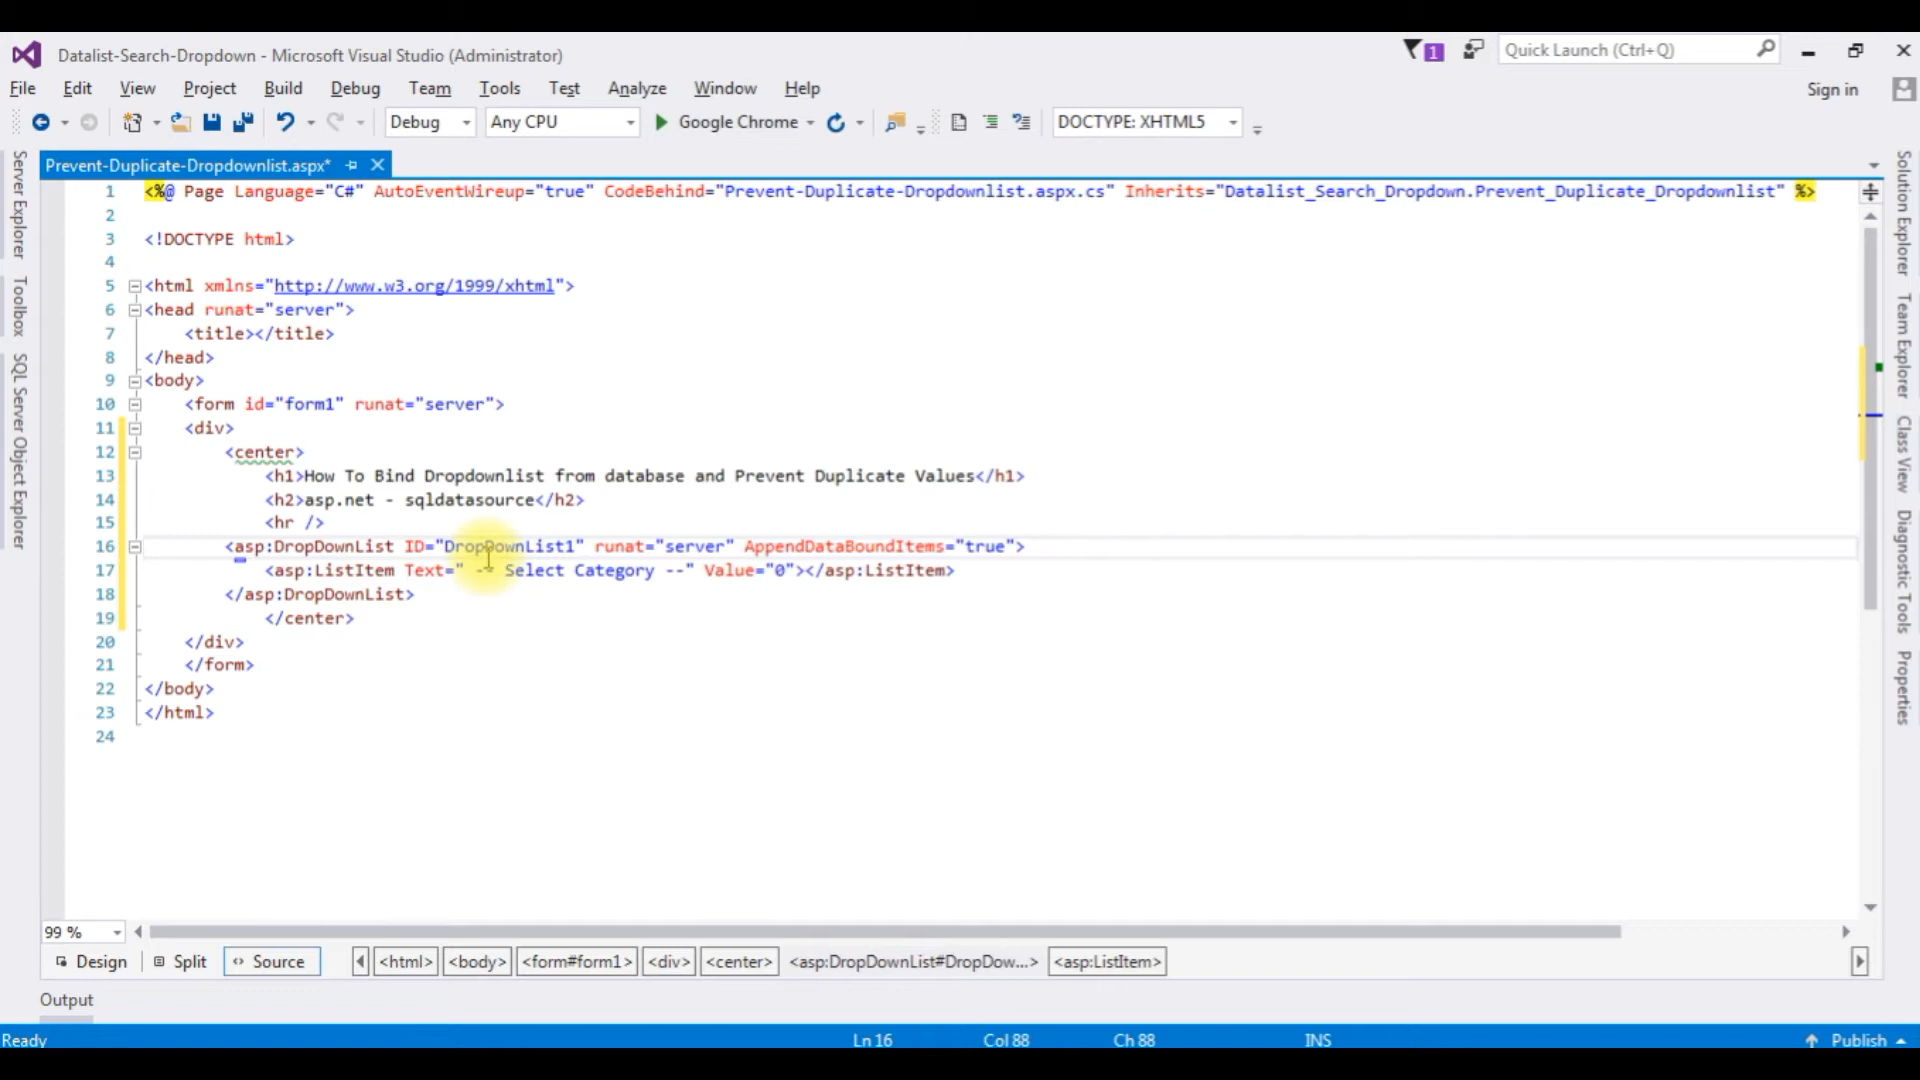 Datalist-Search-Dropdown - Microsoft Visual Studio (Administrator)
1
Quick Launch (Ctrl+Q)
File Edit View Project Build Debug Team Tools Test Analyze Window Help
Sign in
Debug Any CPU Google Chrome DOCTYPE: XHTML5
Prevent-Duplicate-Dropdownlist.aspx*
1 <%@ Page Language="C#" AutoEventWireup="true" CodeBehind="Prevent-Duplicate-Dropdownlist.aspx.cs" Inherits="Datalist_Search_Dropdown.Prevent_Duplicate_Dropdownlist" %>
2
3 <!DOCTYPE html>
4
5 <html xmlns="http://www.w3.org/1999/xhtml">
6 <head runat="server">
7 <title></title>
8 </head>
9 <body>
10 <form id="form1" runat="server">
11 <div>
12 <center>
13 <h1>How To Bind Dropdownlist from database and Prevent Duplicate Values</h1>
14 <h2>asp.net - sqldatasource</h2>
15 <hr />
16 <asp:DropDownList ID="DropDownList1" runat="server" AppendDataBoundItems="true">
17 <asp:ListItem Text=" -- Select Category --" Value="0"></asp:ListItem>
18 </asp:DropDownList>
19 </center>
20 </div>
21 </form>
22 </body>
23 </html>
24
Server Explorer
Toolbox
SQL Server Object Explorer
Solution Explorer
Team Explorer
Class View
Diagnostic Tools
Properties
99 %
Design Split Source <html> <body> <form#form1> <div> <center> <asp:DropDownList#DropDow...> <asp:ListItem>
Output
Ready Ln 16 Col 88 Ch 88 INS Publish